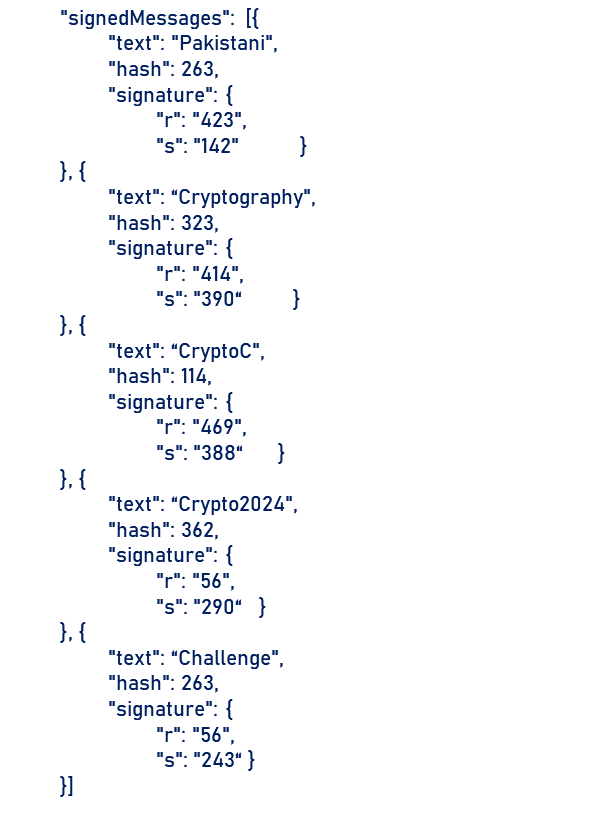 "signedMessages": [{
"text": "Pakistani",
"hash": 263,
"signature": {
"r": "423",
"s": "142" }
}, {
"text": “Cryptography",
"hash": 323,
"signature": {
"r": "414",
"s": "390“ }
}, {
"text": “CryptoC",
"hash": 114,
"signature": {
"r": "469",
"s": "388“ }
}, {
"text": “Crypto2024",
"hash": 362,
"signature": {
"r": "56",
"s": "290“ }
}, {
"text": “Challenge",
"hash": 263,
"signature": {
"r": "56",
"s": "243“ }
}]